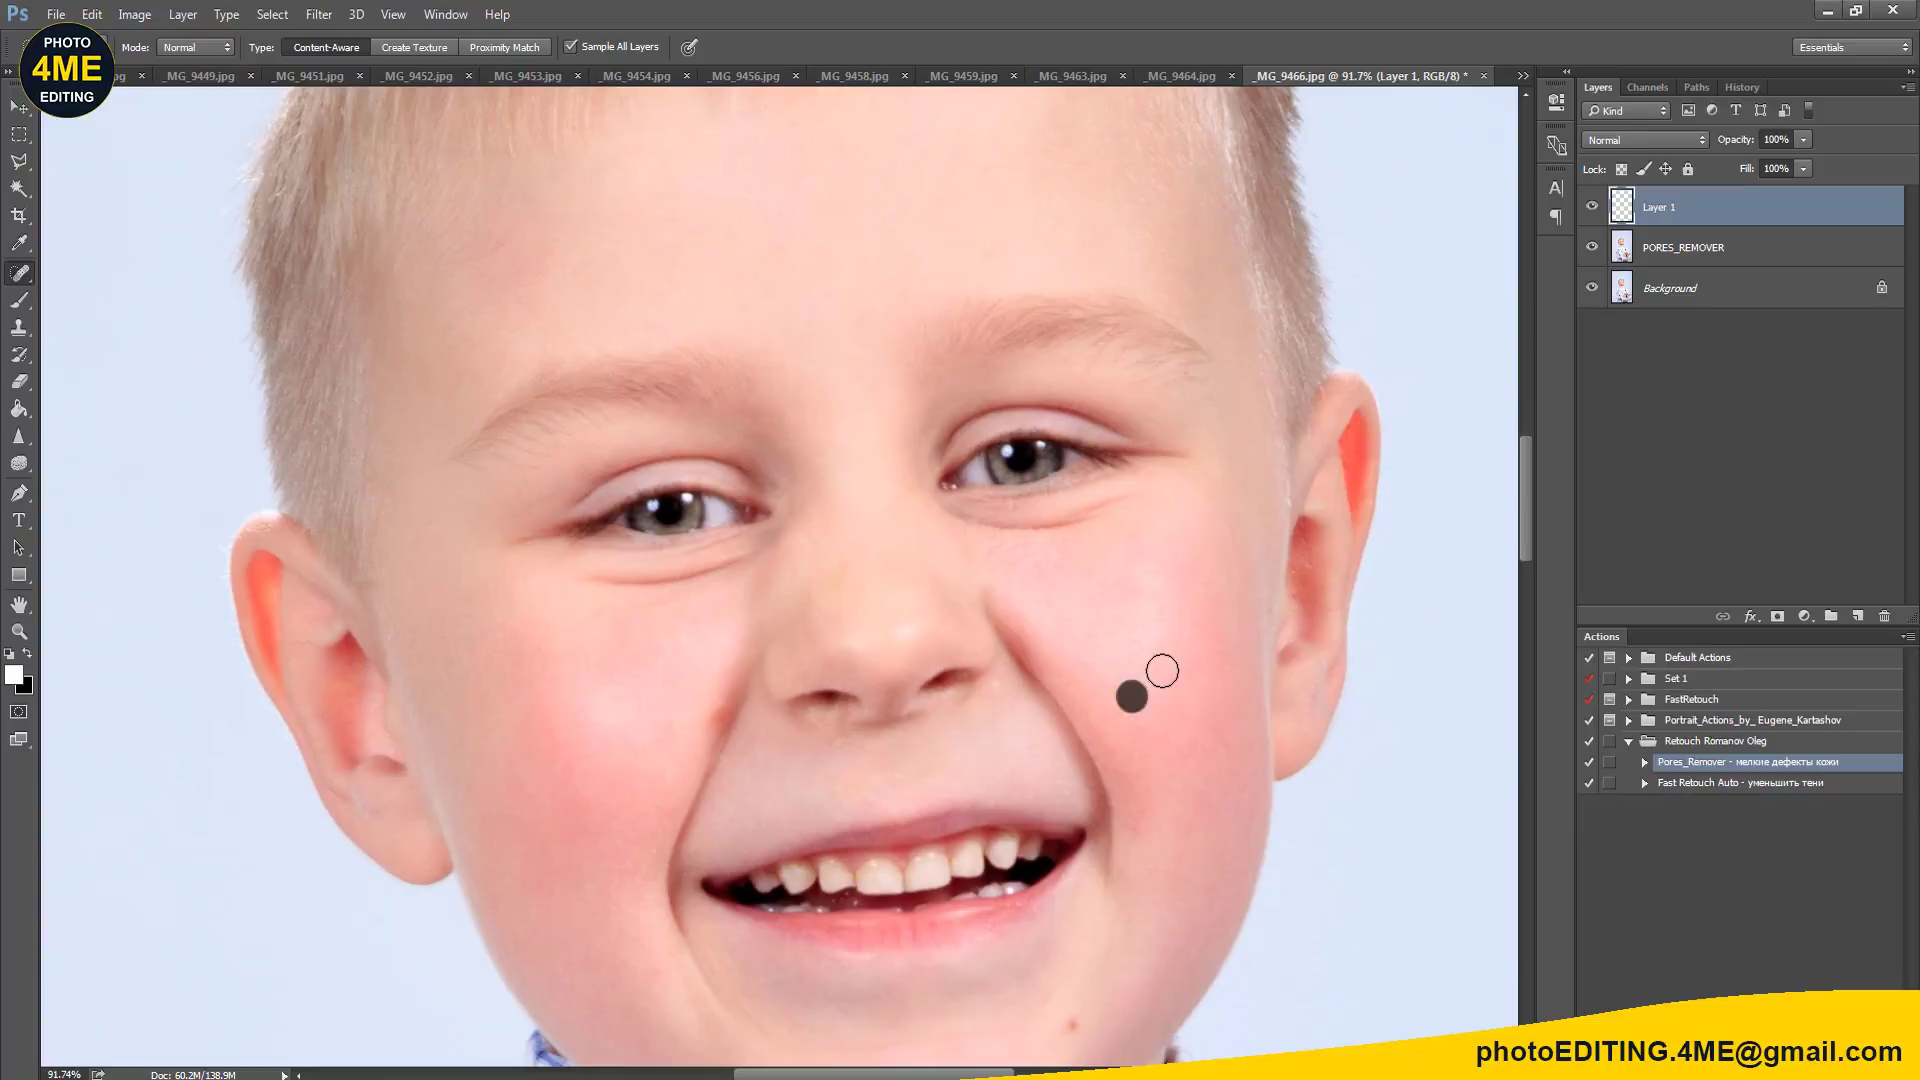 Ps File Edit Image Layer Type Select Filter 3D View Window Help
PHOTO
4ME
EDITING
Mode: Normal Type: Content-Aware Create Texture Proximity Match Sample All Layers Essentials
pg × _MG_9449.jpg × _MG_9451.jpg × _MG_9452.jpg × _MG_9453.jpg × _MG_9454.jpg × _MG_9456.jpg × _MG_9458.jpg × _MG_9459.jpg × _MG_9463.jpg × _MG_9464.jpg × _MG_9466.jpg @ 91.7% (Layer 1, RGB/8) * ×
Layers Channels Paths History
Kind
Normal Opacity: 100%
Lock: Fill: 100%
Layer 1
PORES_REMOVER
Background
Actions
Default Actions
Set 1
FastRetouch
Portrait_Actions_by_ Eugene_Kartashov
Retouch Romanov Oleg
Pores_Remover - мелкие дефекты кожи
Fast Retouch Auto - уменьшить тени
91.74% Doc: 60.2M/138.9M
photoEDITING.4ME@gmail.com